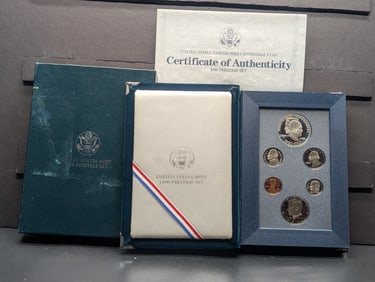 UNITED STATES EISENHOWER CENTENNIAL COIN
Certificate of Authenticity
1990 PRESTIGE SET
UNITED STATES MINT
1990 PRESTIGE SET
UNITED STATES MINT
1990 PRESTIGE SET